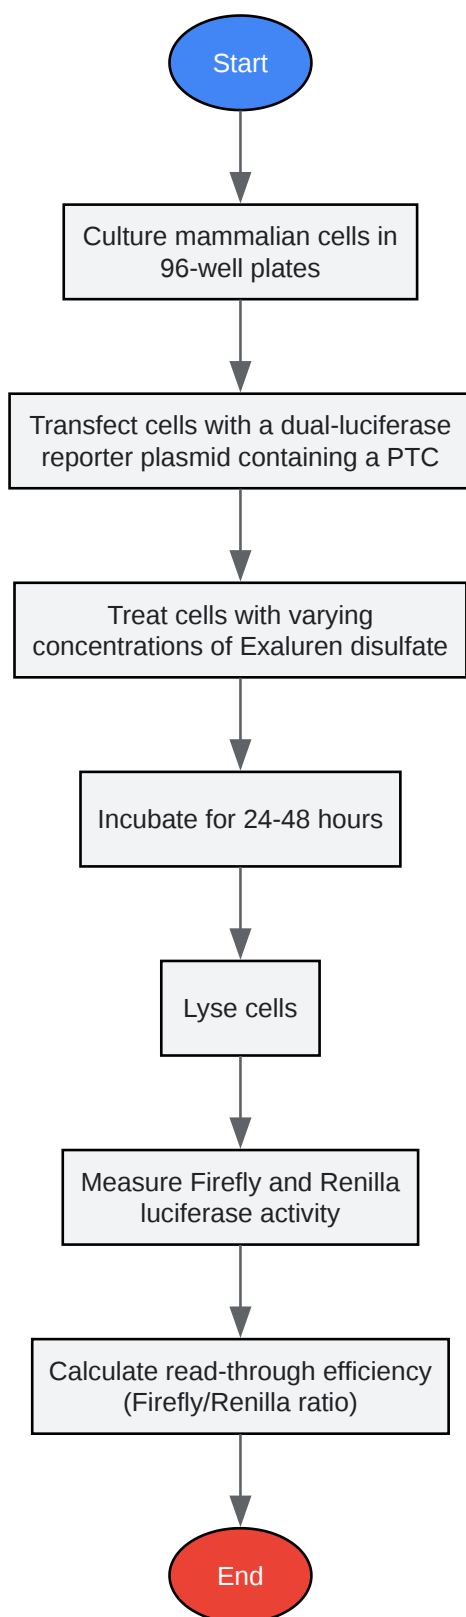 Start
Culture mammalian cells in
96-well plates
Transfect cells with a dual-luciferase
reporter plasmid containing a PTC
Treat cells with varying
concentrations of Exaluren disulfate
Incubate for 24-48 hours
Lyse cells
Measure Firefly and Renilla
luciferase activity
Calculate read-through efficiency
(Firefly/Renilla ratio)
End